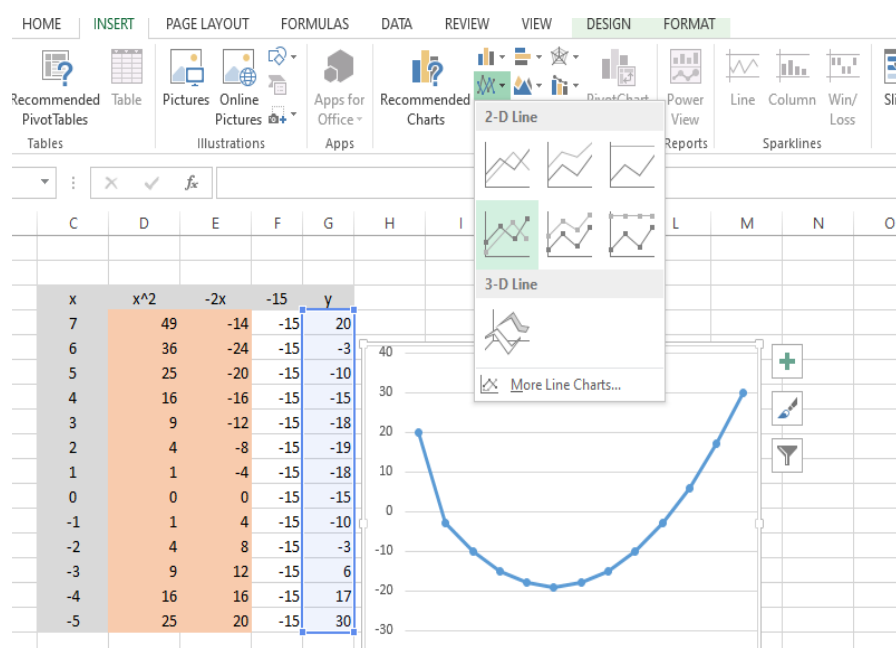 HOME INSERT PAGE LAYOUT FORMULAS DATA REVIEW VIEW DESIGN FORMAT
Recommended PivotTables
Table
Pictures
Online Pictures
Apps for Office
Recommended Charts
PivotChart
Power View
Line
Column
Win/Loss
Sli
Tables
Illustrations
Apps
Reports
Sparklines
2-D Line
3-D Line
More Line Charts...
fx
C D E F G H I L M N O
x x^2 -2x -15 y
7 49 -14 -15 20
6 36 -24 -15 -3
5 25 -20 -15 -10
4 16 -16 -15 -15
3 9 -12 -15 -18
2 4 -8 -15 -19
1 1 -4 -15 -18
0 0 0 -15 -15
-1 1 4 -15 -10
-2 4 8 -15 -3
-3 9 12 -15 6
-4 16 16 -15 17
-5 25 20 -15 30
40
30
20
10
0
-10
-20
-30